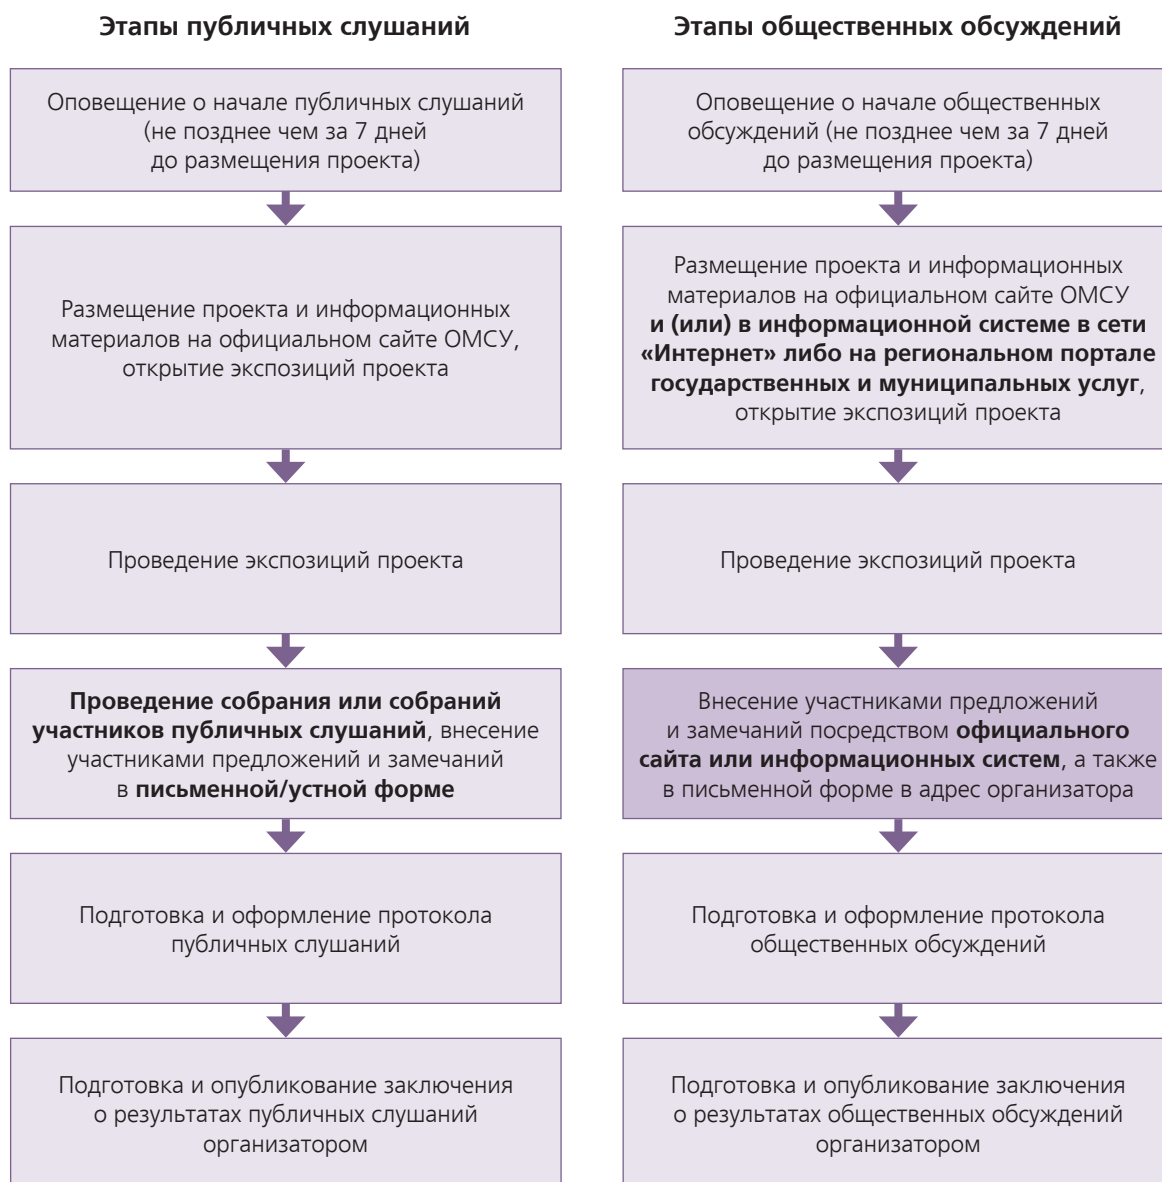 Этапы публичных слушаний
Оповещение о начале публичных слушаний
(не позднее чем за 7 дней
до размещения проекта)
Размещение проекта и информационных
материалов на официальном сайте ОМСУ,
открытие экспозиций проекта
Проведение экспозиций проекта
Проведение собрания или собраний
участников публичных слушаний, внесение
участниками предложений и замечаний
в письменной/устной форме
Подготовка и оформление протокола
публичных слушаний
Подготовка и опубликование заключения
о результатах публичных слушаний
организатором
Этапы общественных обсуждений
Оповещение о начале общественных
обсуждений (не позднее чем за 7 дней
до размещения проекта)
Размещение проекта и информационных
материалов на официальном сайте ОМСУ
и (или) в информационной системе в сети
«Интернет» либо на региональном портале
государственных и муниципальных услуг,
открытие экспозиций проекта
Проведение экспозиций проекта
Внесение участниками предложений
и замечаний посредством официального
сайта или информационных систем, а также
в письменной форме в адрес организатора
Подготовка и оформление протокола
общественных обсуждений
Подготовка и опубликование заключения
о результатах общественных обсуждений
организатором